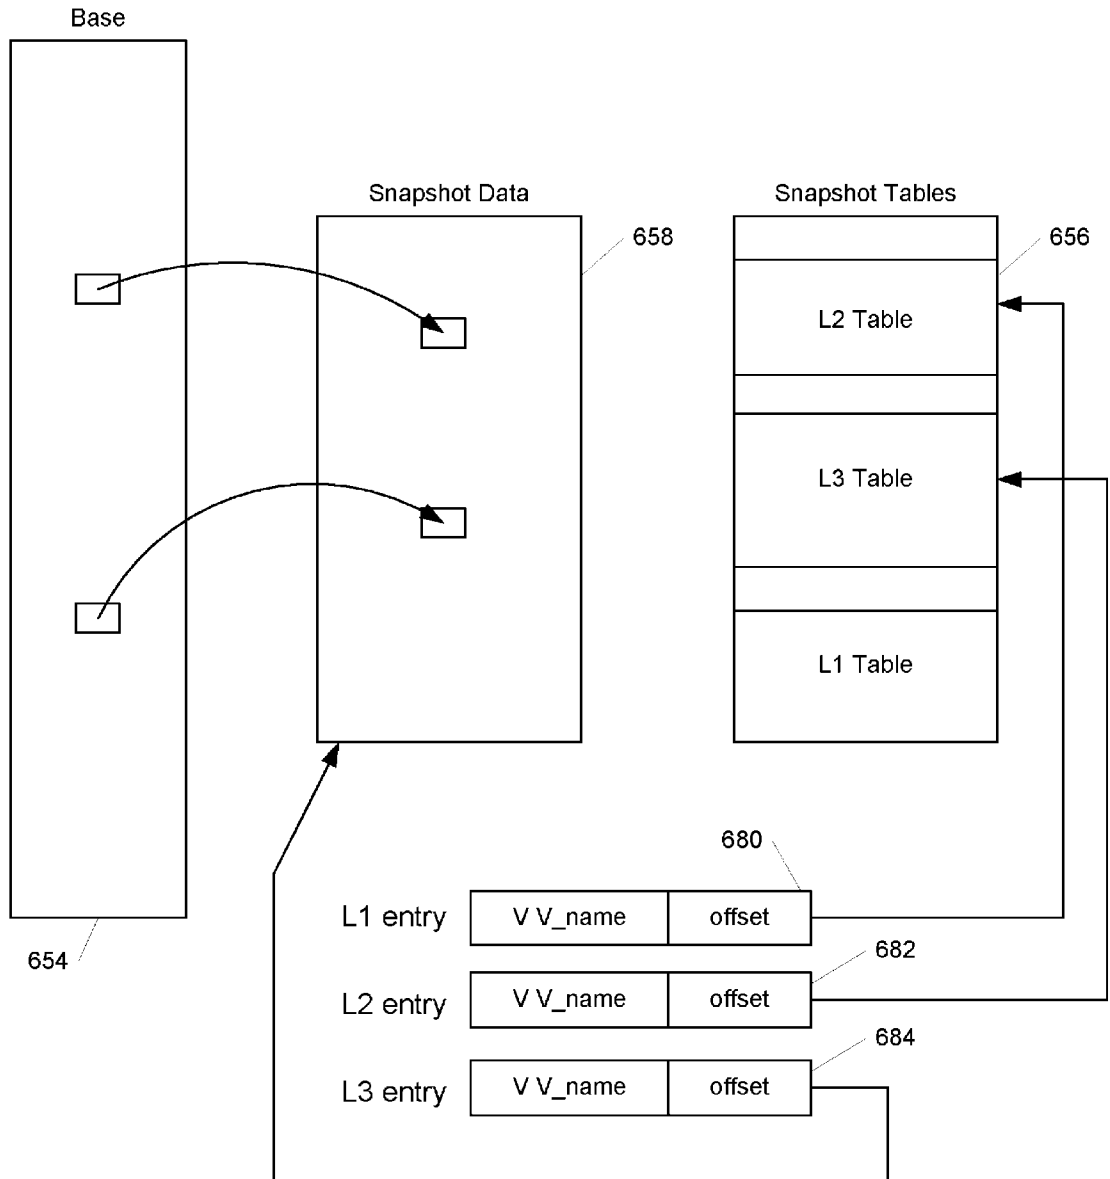 Base
Snapshot Data
Snapshot Tables
658
656
L2 Table
L3 Table
L1 Table
680
L1 entry V V_name offset
654
682
L2 entry V V_name offset
684
L3 entry V V_name offset